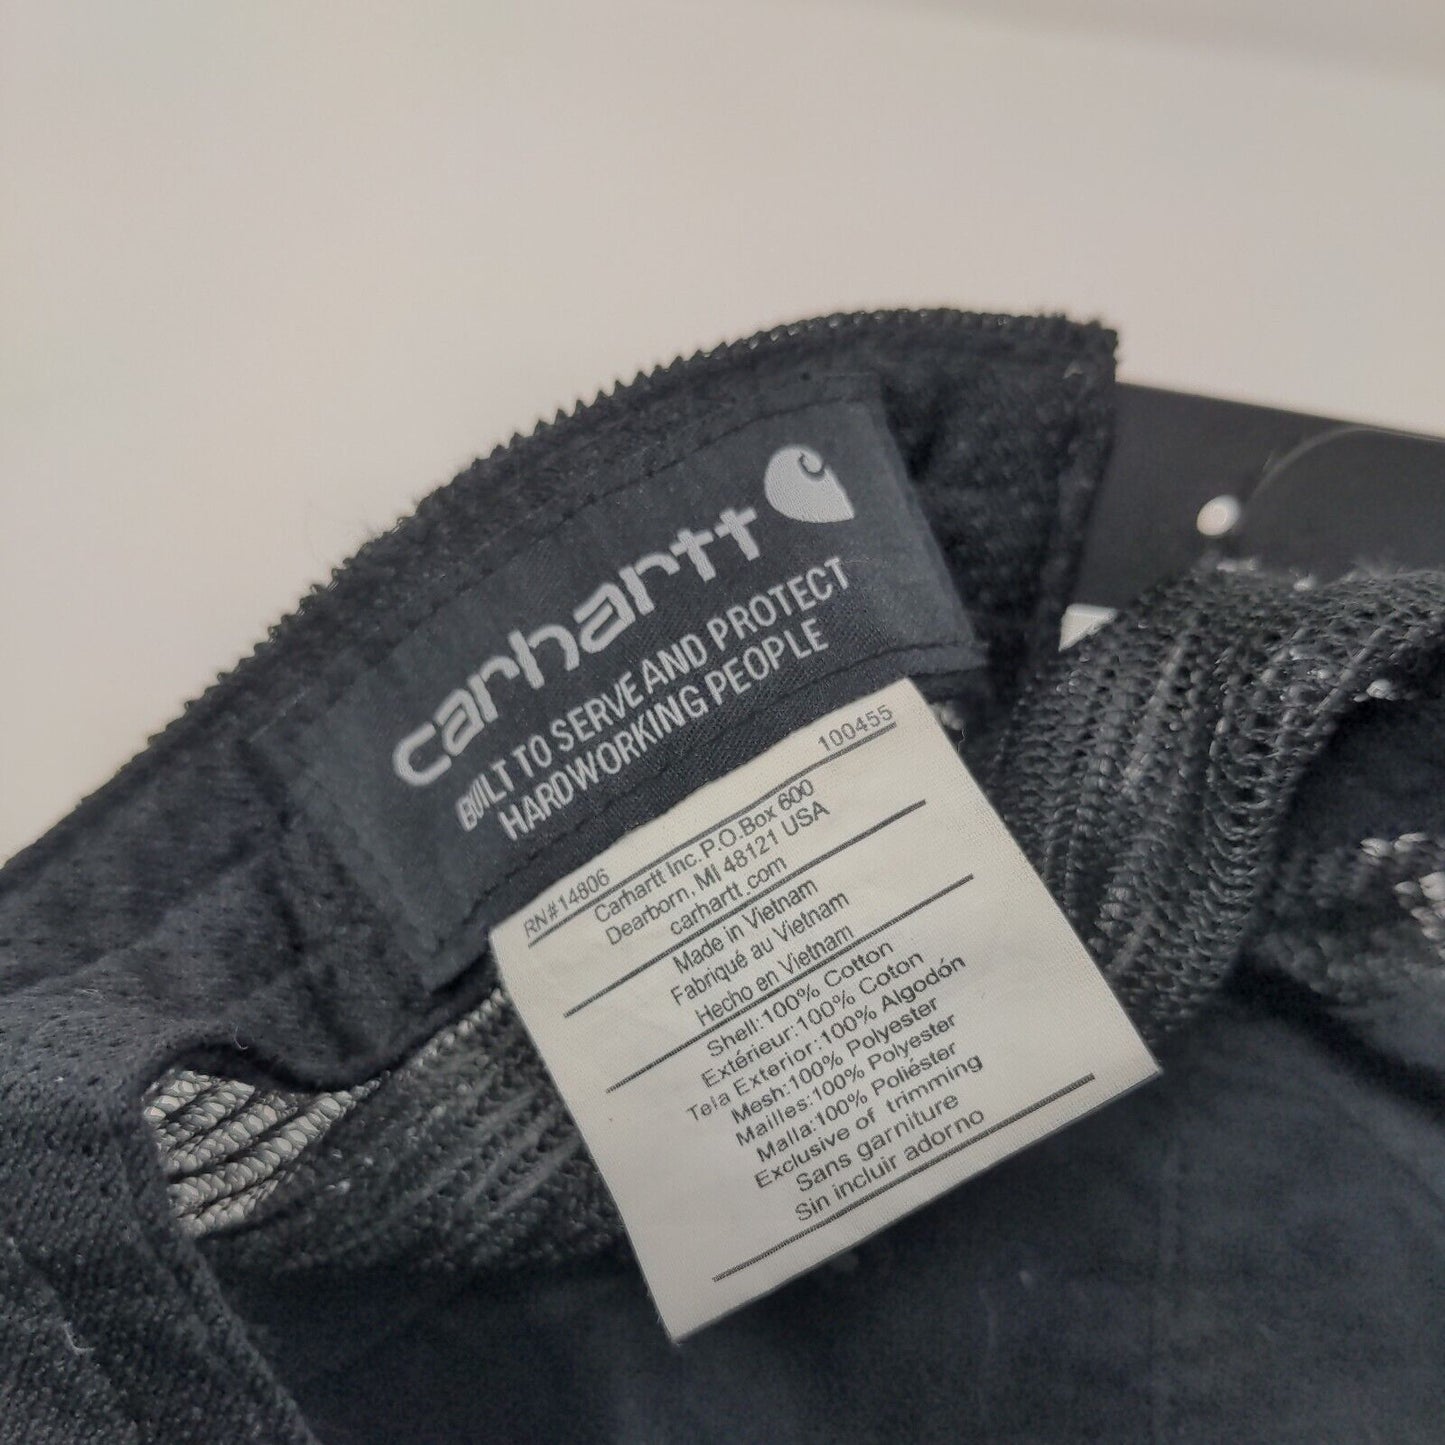 carhartt
BUILT TO SERVE AND PROTECT
HARDWORKING PEOPLE
RN#14806 100455
Carhartt Inc. P.O.Box 600
Dearborn, MI 48121 USA
carhartt.com
Made in Vietnam
Fabriqué au Vietnam
Hecho en Vietnam
Shell:100% Cotton
Extérieur:100% Coton
Tela Exterior:100% Algodón
Mesh:100% Polyester
Mailles:100% Polyester
Malla:100% Poliéster
Exclusive of trimming
Sans garniture
Sin incluir adorno